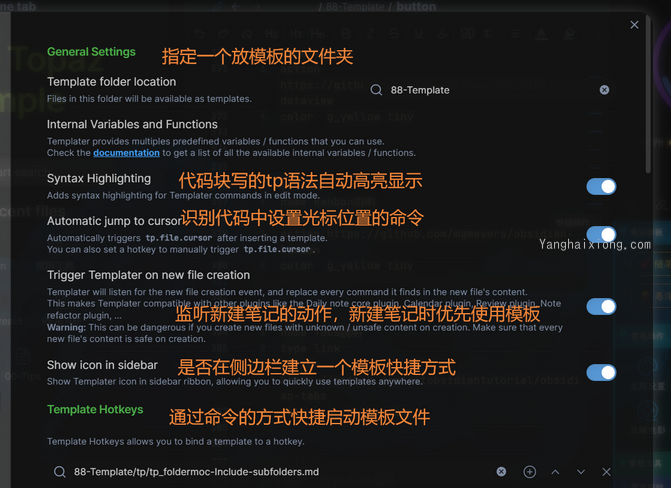 88-Template / button
General Settings
指定一个放模板的文件夹
Template folder location
Files in this folder will be available as templates.
88-Template
Internal Variables and Functions
Templater provides multiples predefined variables / functions that you can use.
Check the documentation to get a list of all the available internal variables / functions.
Syntax Highlighting
代码块写的tp语法自动高亮显示
Adds syntax highlighting for Templater commands in edit mode.
Automatic jump to cursor
识别代码中设置光标位置的命令
Automatically triggers tp.file.cursor after inserting a template.
You can also set a hotkey to manually trigger tp.file.cursor.
Yanghaixiong.com
Trigger Templater on new file creation
Templater will listen for the new file creation event, and replace every command it finds in the new file's content.
This makes Templater compatible with other plugins like the Daily note core plugin, Calendar plugin, Review plugin, Note
refactor plugin, ...
监听新建笔记的动作，新建笔记时优先使用模板
Warning: This can be dangerous if you create new files with unknown / unsafe content on creation. Make sure that every
new file's content is safe on creation.
Show icon in sidebar
是否在侧边栏建立一个模板快捷方式
Show Templater icon in sidebar ribbon, allowing you to quickly use templates anywhere.
Template Hotkeys
通过命令的方式快捷启动模板文件
Template Hotkeys allows you to bind a template to a hotkey.
88-Template/tp/tp_foldermoc-Include-subfolders.md